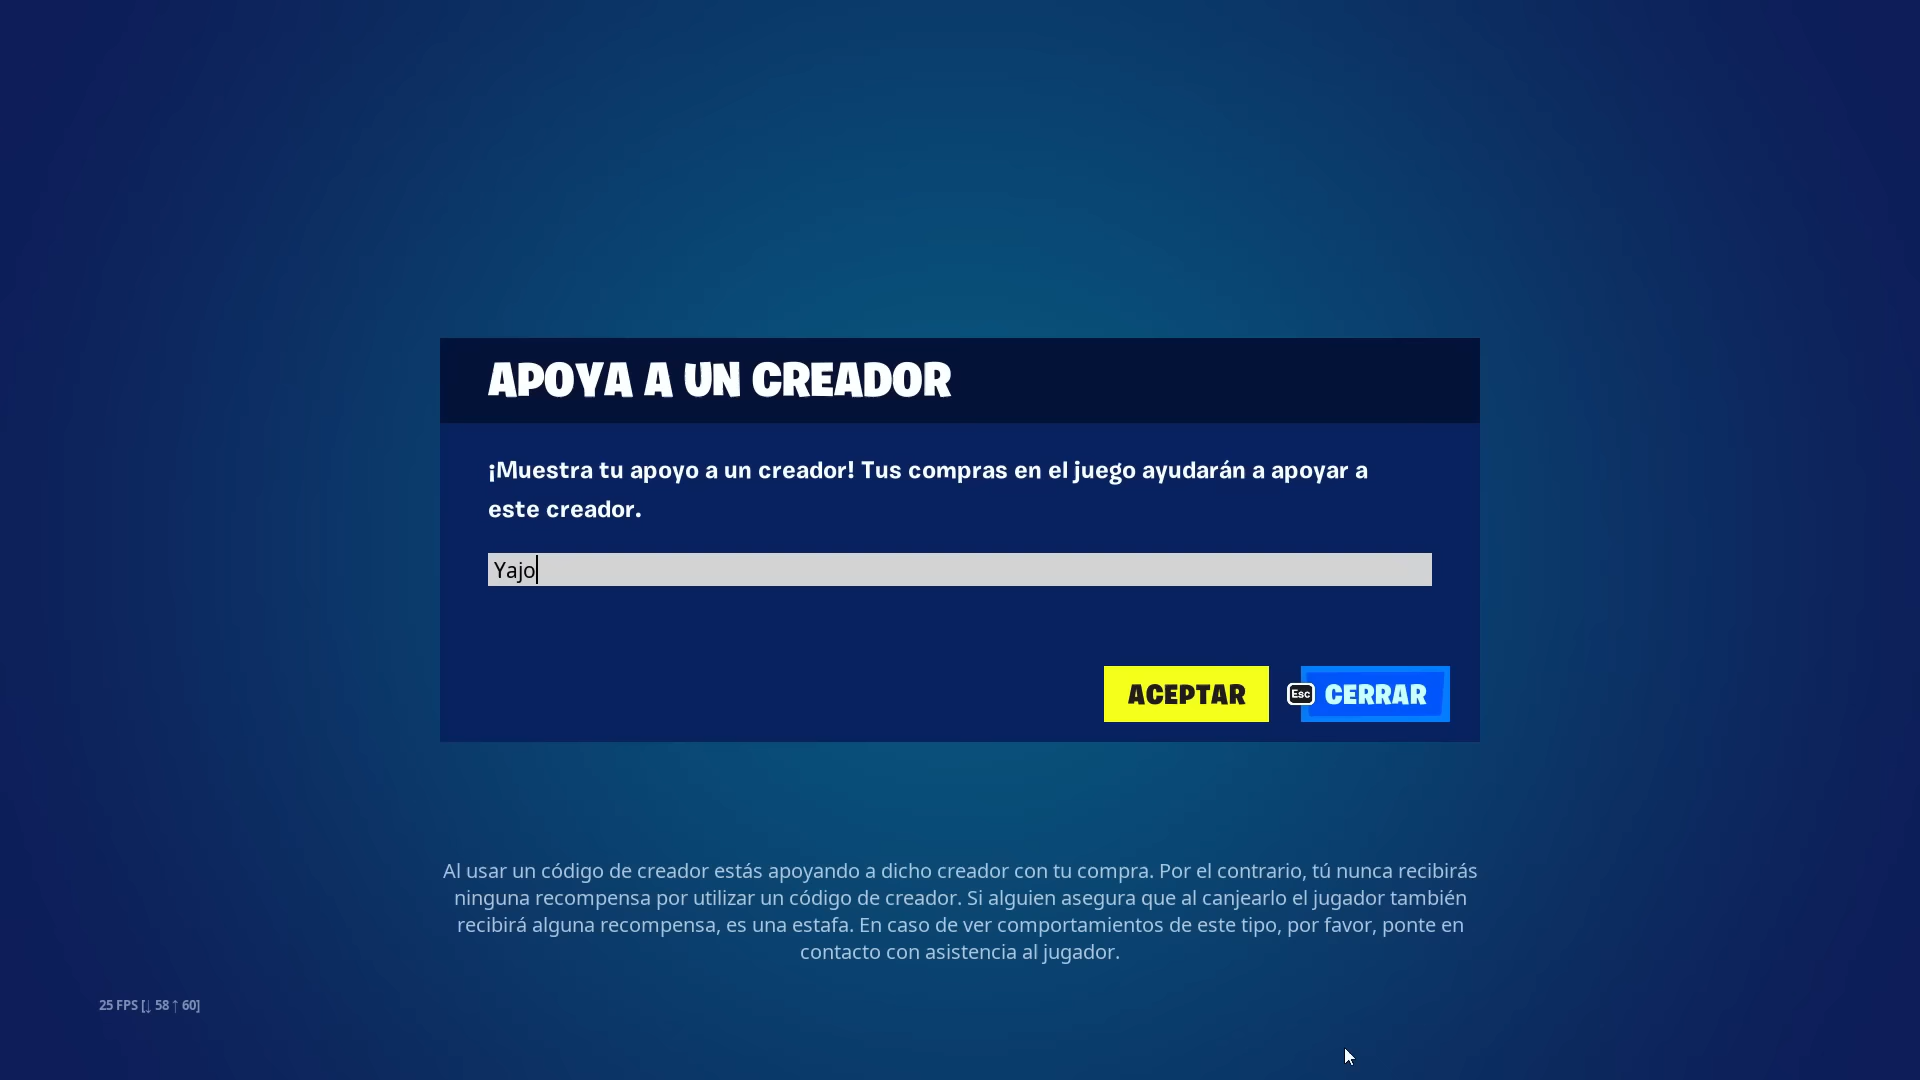 APOYA A UN CREADOR
¡Muestra tu apoyo a un creador! Tus compras en el juego ayudarán a apoyar a
este creador.
Yajo
ACEPTAR
Esc CERRAR
Al usar un código de creador estás apoyando a dicho creador con tu compra. Por el contrario, tú nunca recibirás
ninguna recompensa por utilizar un código de creador. Si alguien asegura que al canjearlo el jugador también
recibirá alguna recompensa, es una estafa. En caso de ver comportamientos de este tipo, por favor, ponte en
contacto con asistencia al jugador.
25 FPS [↓ 58 ↑ 60]